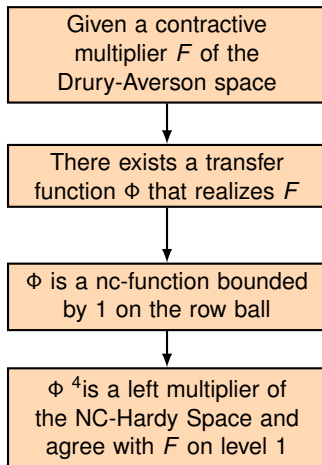 Given a contractive
multiplier F of the
Drury-Averson space
There exists a transfer
function Φ that realizes F
Φ is a nc-function bounded
by 1 on the row ball
Φ ⁴is a left multiplier of
the NC-Hardy Space and
agree with F on level 1